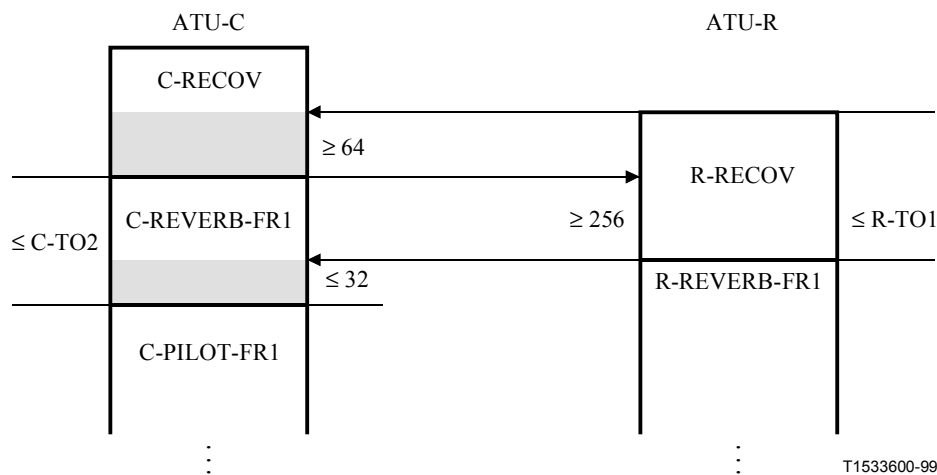 ATU-C
ATU-R
C-RECOV
≥ 64
R-RECOV
C-REVERB-FR1
≥ 256
≤ R-TO1
≤ C-TO2
≤ 32
R-REVERB-FR1
C-PILOT-FR1
T1533600-99